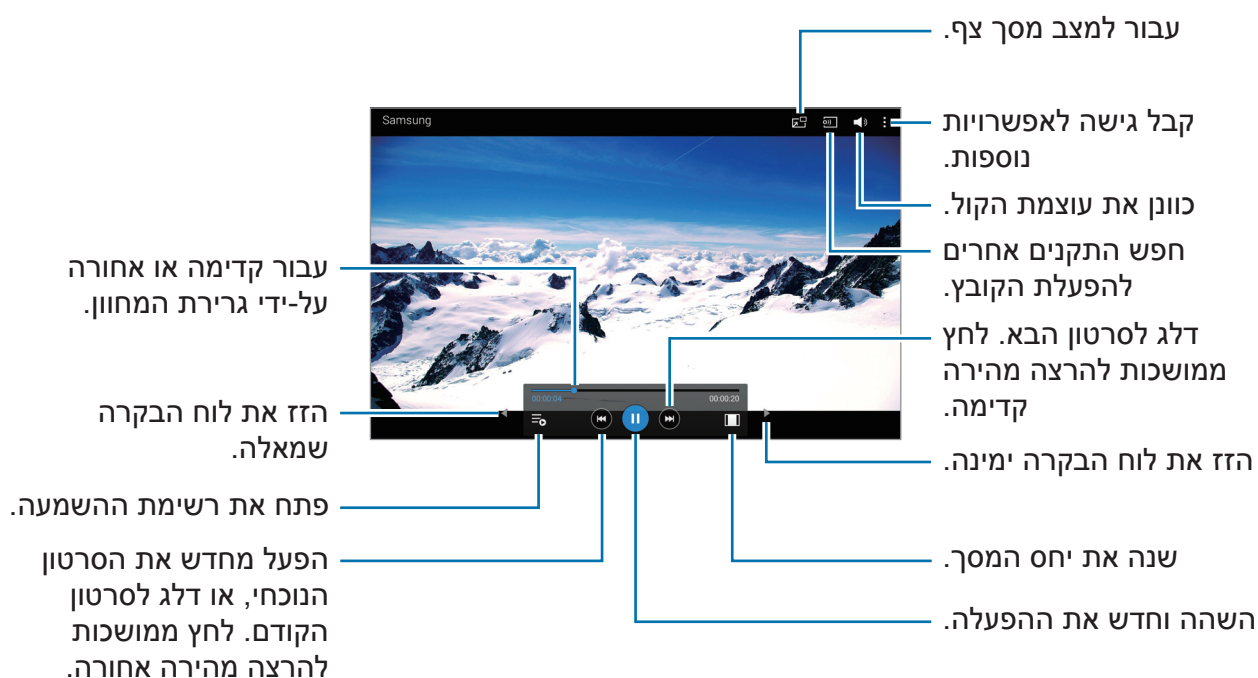 עבור למצב מסך צף.
Samsung
קבל גישה לאפשרויות
נוספות.
כוונן את עוצמת הקול.
חפש התקנים אחרים
להפעלת הקובץ.
דלג לסרטון הבא. לחץ
ממושכות להרצה מהירה
קדימה.
הזז את לוח הבקרה ימינה.
שנה את יחס המסך.
השהה וחדש את ההפעלה.
עבור קדימה או אחורה
על-ידי גרירת המחוון.
00:00:04
00:00:20
הזז את לוח הבקרה
שמאלה.
פתח את רשימת ההשמעה.
הפעל מחדש את הסרטון
הנוכחי, או דלג לסרטון
הקודם. לחץ ממושכות
להרצה מהירה אחורה.